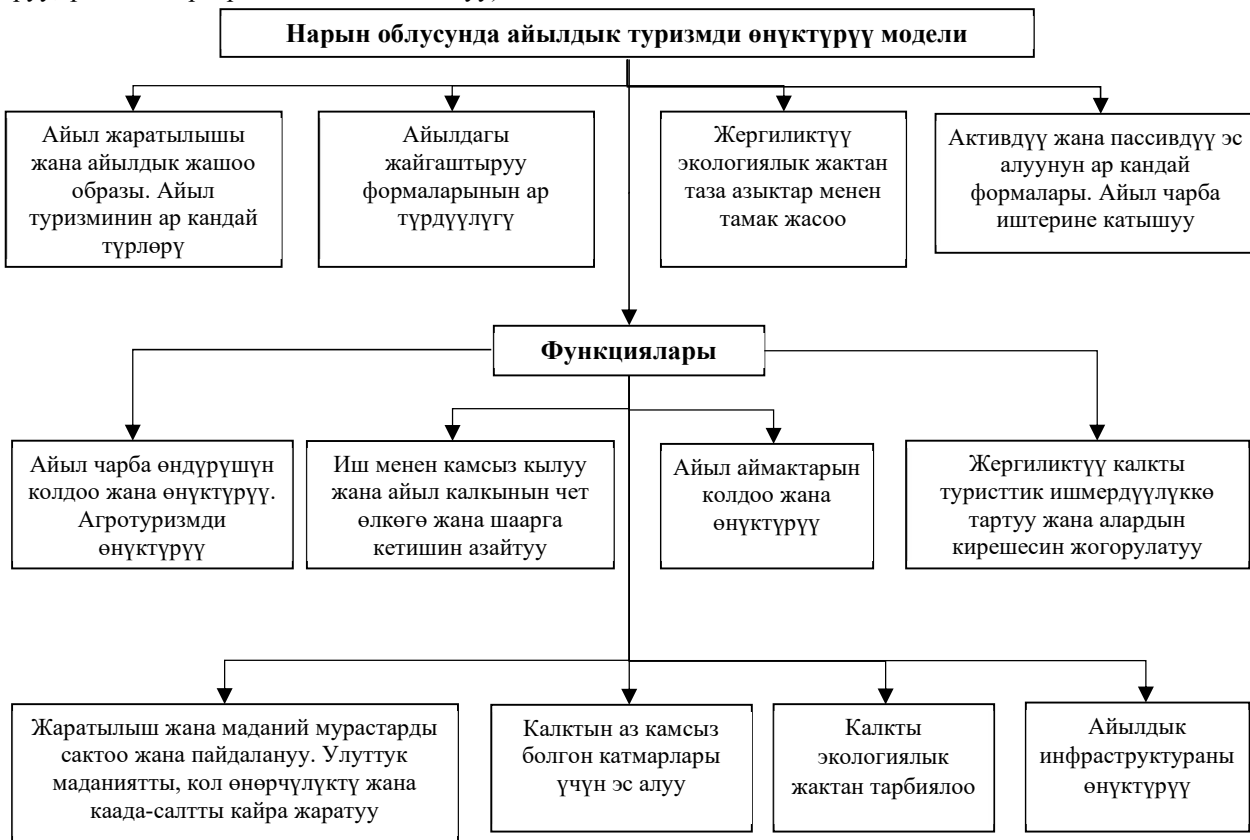 Нарын облусунда айылдык туризмди өнүктүрүү модели
Айыл жаратылышы
жана айылдык жашоо
образы. Айыл
туризминин ар кандай
түрлөрү
Айылдагы
жайгаштыруу
формаларынын ар
түрдүүлүгү
Жергиликтүү
экологиялык жактан
таза азыктар менен
тамак жасоо
Активдүү жана пассивдүү эс
алуунун ар кандай
формалары. Айыл чарба
иштерине катышуу
Функциялары
Айыл чарба өндүрүшүн
колдоо жана өнүктүрүү.
Агротуризмди
өнүктүрүү
Иш менен камсыз кылуу
жана айыл калкынын чет
өлкөгө жана шаарга
кетишин азайтуу
Айыл аймактарын
колдоо жана
өнүктүрүү
Жергиликтүү калкты
туристтик ишмердүүлүккө
тартуу жана алардын
кирешесин жогорулатуу
Жаратылыш жана маданий мурастарды
сактоо жана пайдалануу. Улуттук
маданиятты, кол өнөрчүлүктү жана
каада-салтты кайра жаратуу
Калктын аз камсыз
болгон катмарлары
үчүн эс алуу
Калкты
экологиялык
жактан тарбиялоо
Айылдык
инфраструктураны
өнүктүрүү